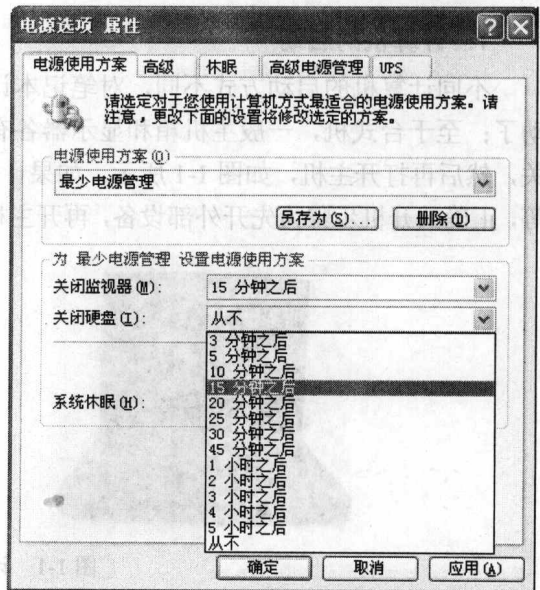 电源选项 属性
电源使用方案 高级 休眠 高级电源管理 UPS
请选定对于您使用计算机方式最适合的电源使用方案。请
注意，更改下面的设置将修改选定的方案。
电源使用方案(O)
最少电源管理
另存为(S)... 删除(D)
为 最少电源管理 设置电源使用方案
关闭监视器(M): 15 分钟之后
关闭硬盘(I): 从不
3 分钟之后
5 分钟之后
10 分钟之后
15 分钟之后
20 分钟之后
系统休眠(H):
25 分钟之后
30 分钟之后
45 分钟之后
1 小时之后
2 小时之后
3 小时之后
4 小时之后
5 小时之后
从不
确定 取消 应用(A)